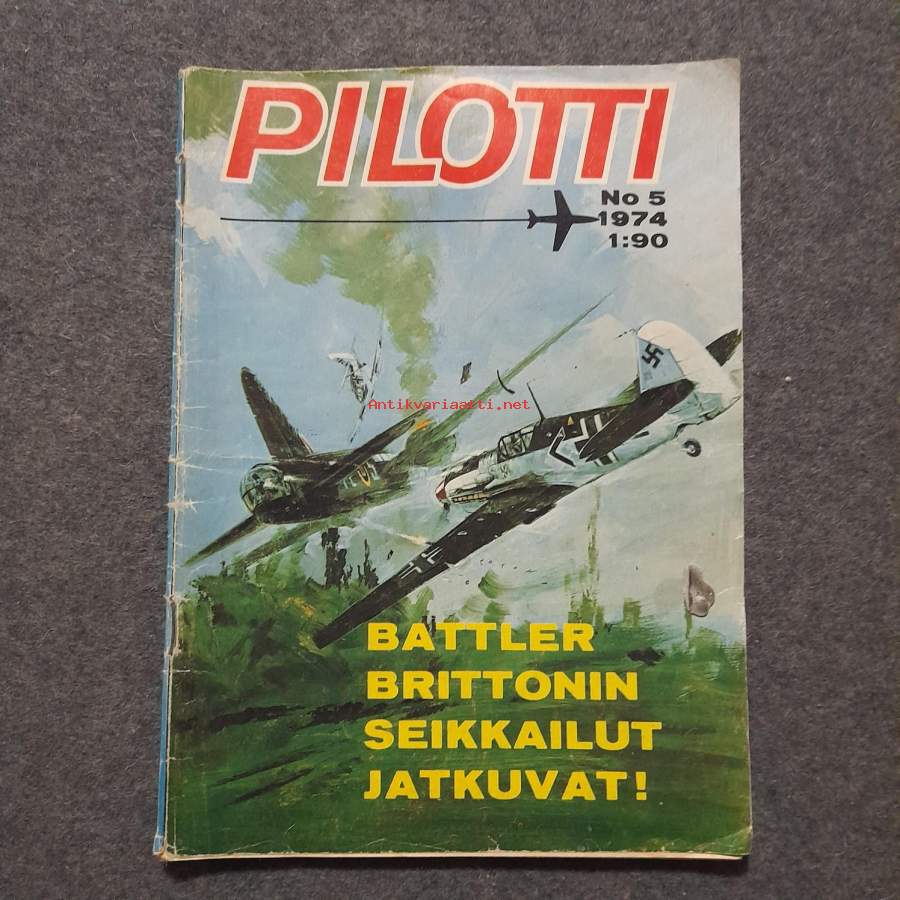 PILOTTI
No 5
1974
1:90
Antikvariaatti.net
BATTLER
BRITTONIN
SEIKKAILUT
JATKUVAT!